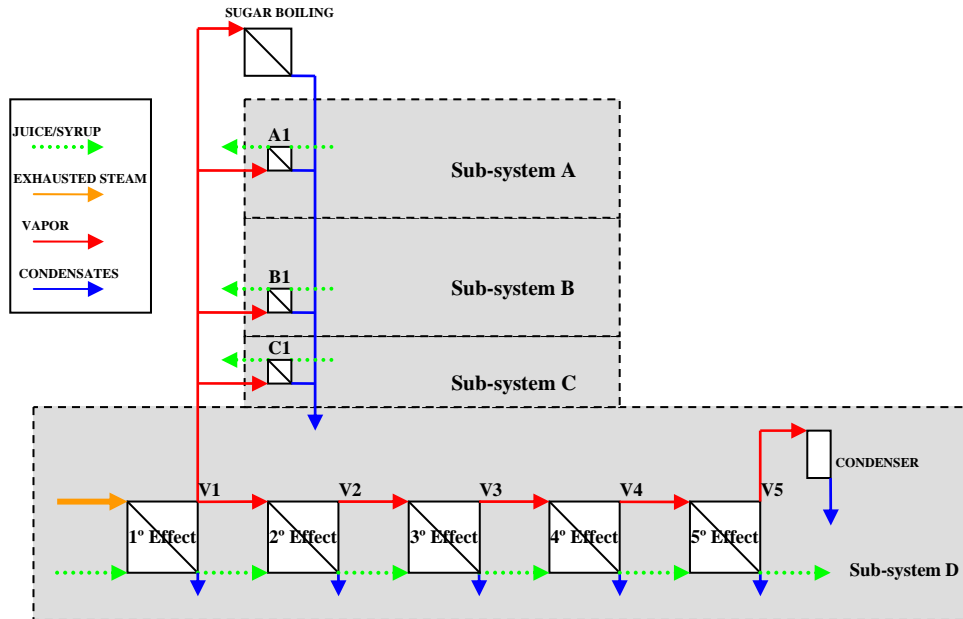 SUGAR BOILING
JUICE/SYRUP
EXHAUSTED STEAM
VAPOR
CONDENSATES
A1
Sub-system A
B1
Sub-system B
C1
Sub-system C
CONDENSER
V1
V2
V3
V4
V5
1º Effect
2º Effect
3º Effect
4º Effect
5º Effect
Sub-system D